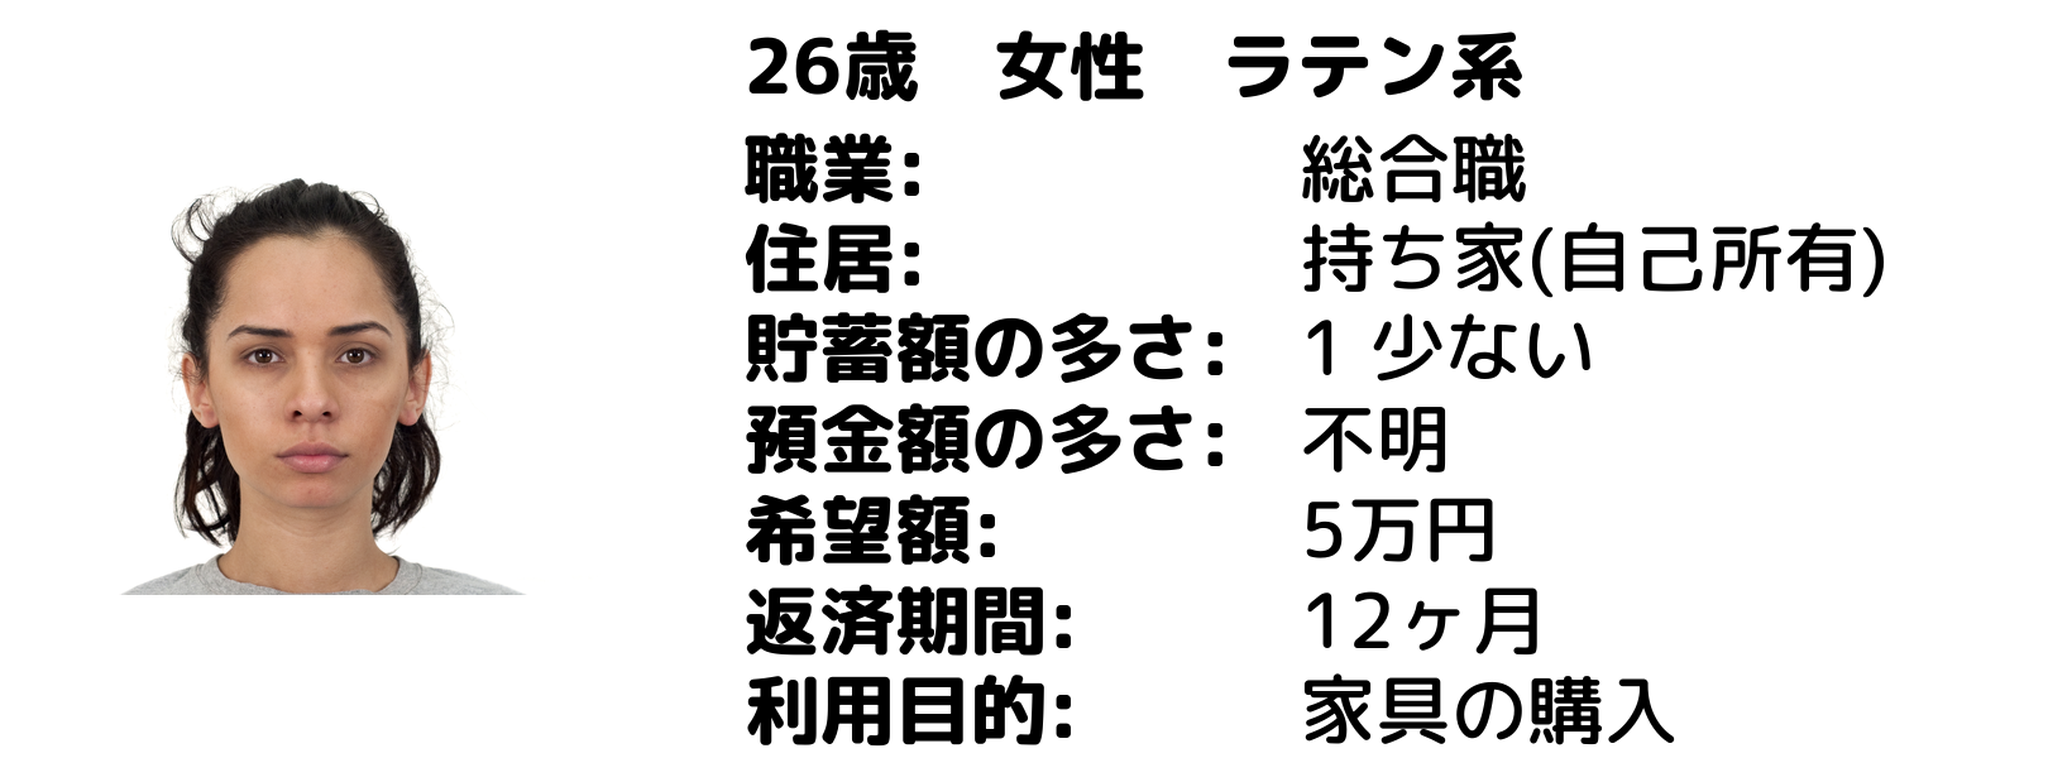 26歳　女性　ラテン系
職業: 総合職
住居: 持ち家(自己所有)
貯蓄額の多さ: 1 少ない
預金額の多さ: 不明
希望額: 5万円
返済期間: 12ヶ月
利用目的: 家具の購入